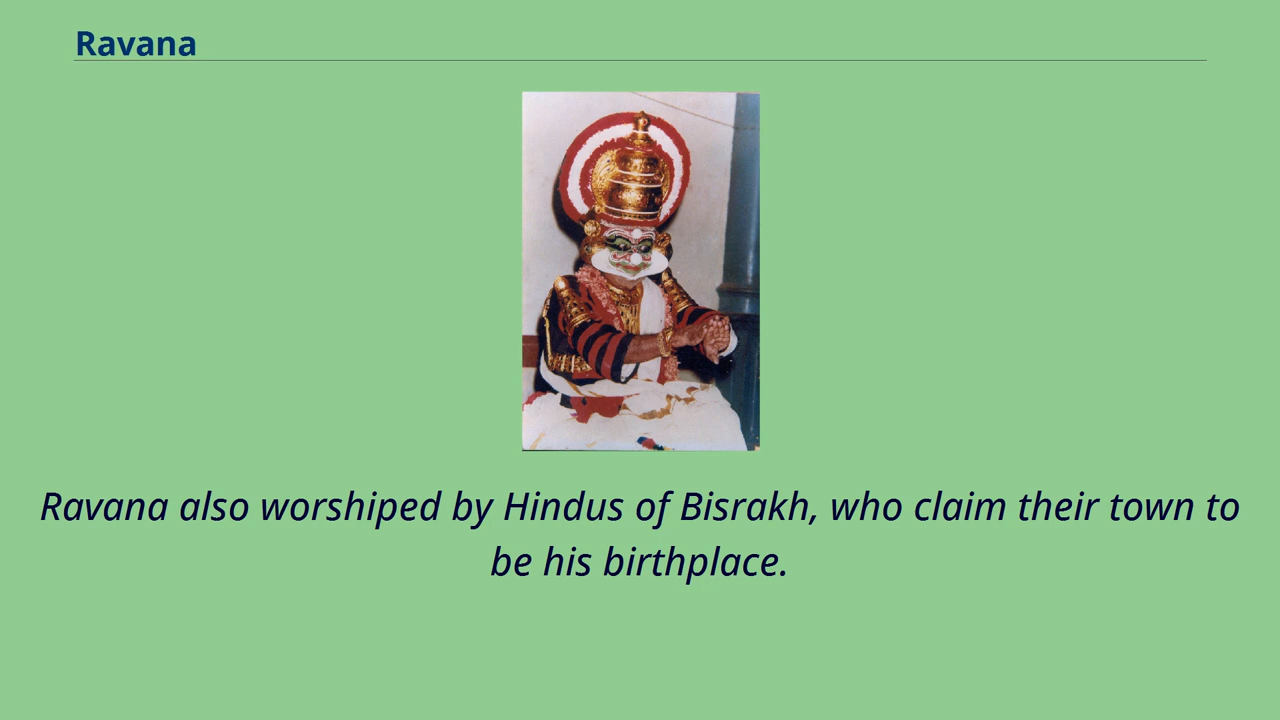 Ravana
Ravana also worshiped by Hindus of Bisrakh, who claim their town to
be his birthplace.